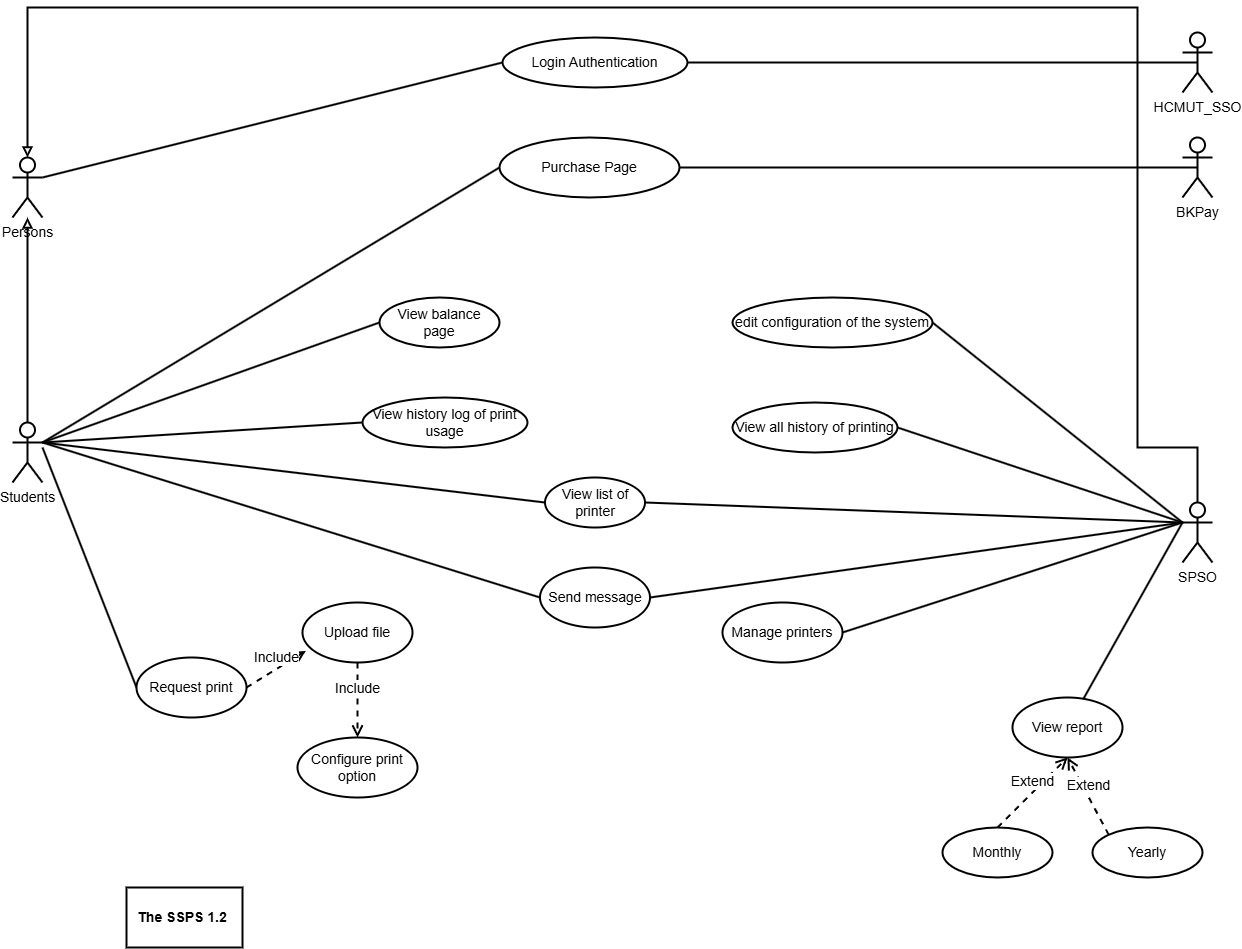 Login Authentication
HCMUT_SSO
Purchase Page
BKPay
Persons
View balance
page
edit configuration of the system
View history log of print
usage
View all history of printing
Students
View list of
printer
SPSO
Send message
Upload file
Manage printers
Include
Request print
Include
View report
Configure print
option
Extend
Extend
Monthly
Yearly
The SSPS 1.2